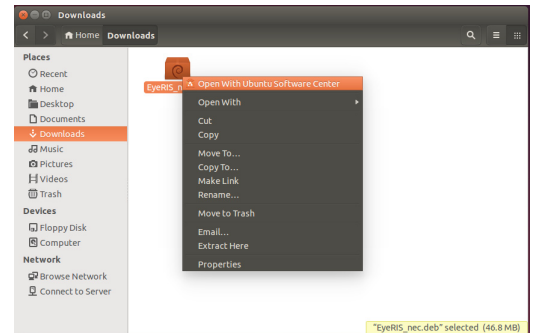 Downloads
Home Downloads
Places
Recent
Home
Desktop
Documents
Downloads
Music
Pictures
Videos
Trash
Devices
Floppy Disk
Computer
Network
Browse Network
Connect to Server
EyeRIS_n
Open With Ubuntu Software Center
Open With
Cut
Copy
Move To...
Copy To...
Make Link
Rename...
Move to Trash
Email...
Extract Here
Properties
"EyeRIS_nec.deb" selected (46.8 MB)